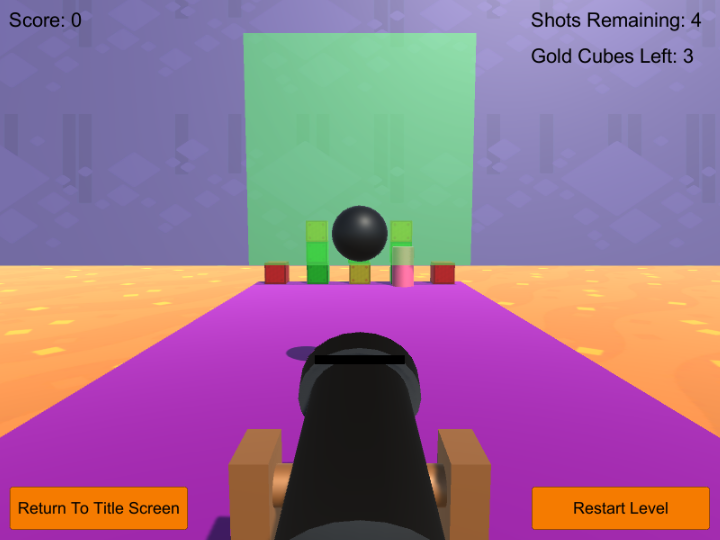 Score: 0
Shots Remaining: 4
Gold Cubes Left: 3
Return To Title Screen
Restart Level